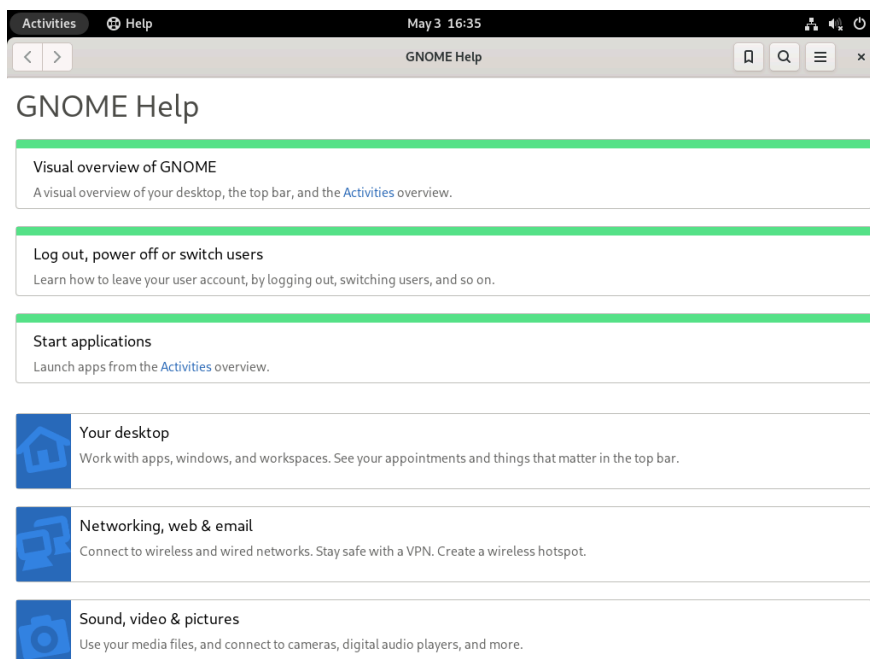 Activities Help May 3 16:35
GNOME Help
GNOME Help
Visual overview of GNOME
A visual overview of your desktop, the top bar, and the Activities overview.
Log out, power off or switch users
Learn how to leave your user account, by logging out, switching users, and so on.
Start applications
Launch apps from the Activities overview.
Your desktop
Work with apps, windows, and workspaces. See your appointments and things that matter in the top bar.
Networking, web & email
Connect to wireless and wired networks. Stay safe with a VPN. Create a wireless hotspot.
Sound, video & pictures
Use your media files, and connect to cameras, digital audio players, and more.